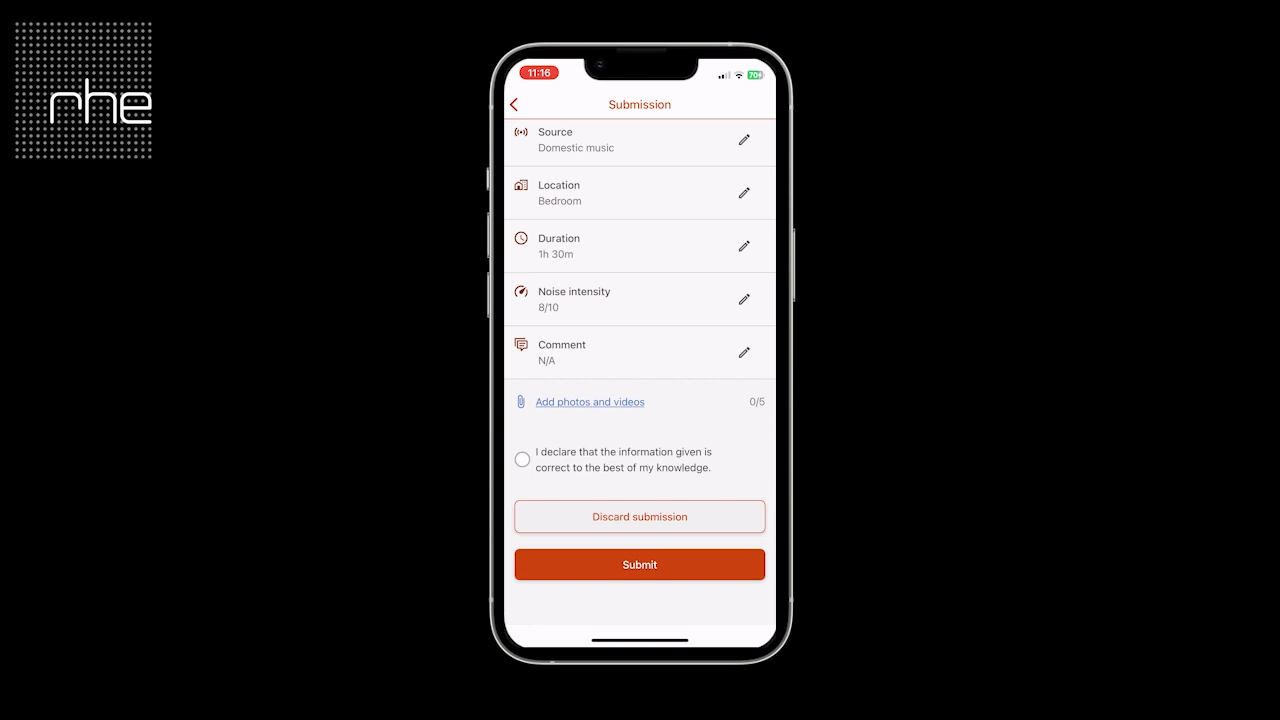 rhe
11:16
70
Submission
Source
Domestic music
Location
Bedroom
Duration
1h 30m
Noise intensity
8/10
Comment
N/A
Add photos and videos
0/5
I declare that the information given is
correct to the best of my knowledge.
Discard submission
Submit